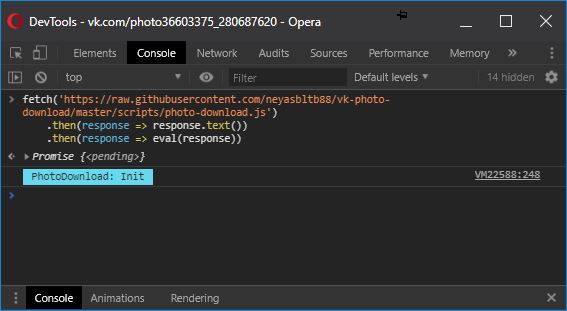 DevTools - vk.com/photo36603375_280687620 - Opera
Elements Console Network Audits Sources Performance Memory »
top Filter Default levels 14 hidden
fetch('https://raw.githubusercontent.com/neyasbltb88/vk-photo-
download/master/scripts/photo-download.js')
.then(response => response.text())
.then(response => eval(response))
Promise {<pending>}
PhotoDownload: Init VM22588:248
Console Animations Rendering